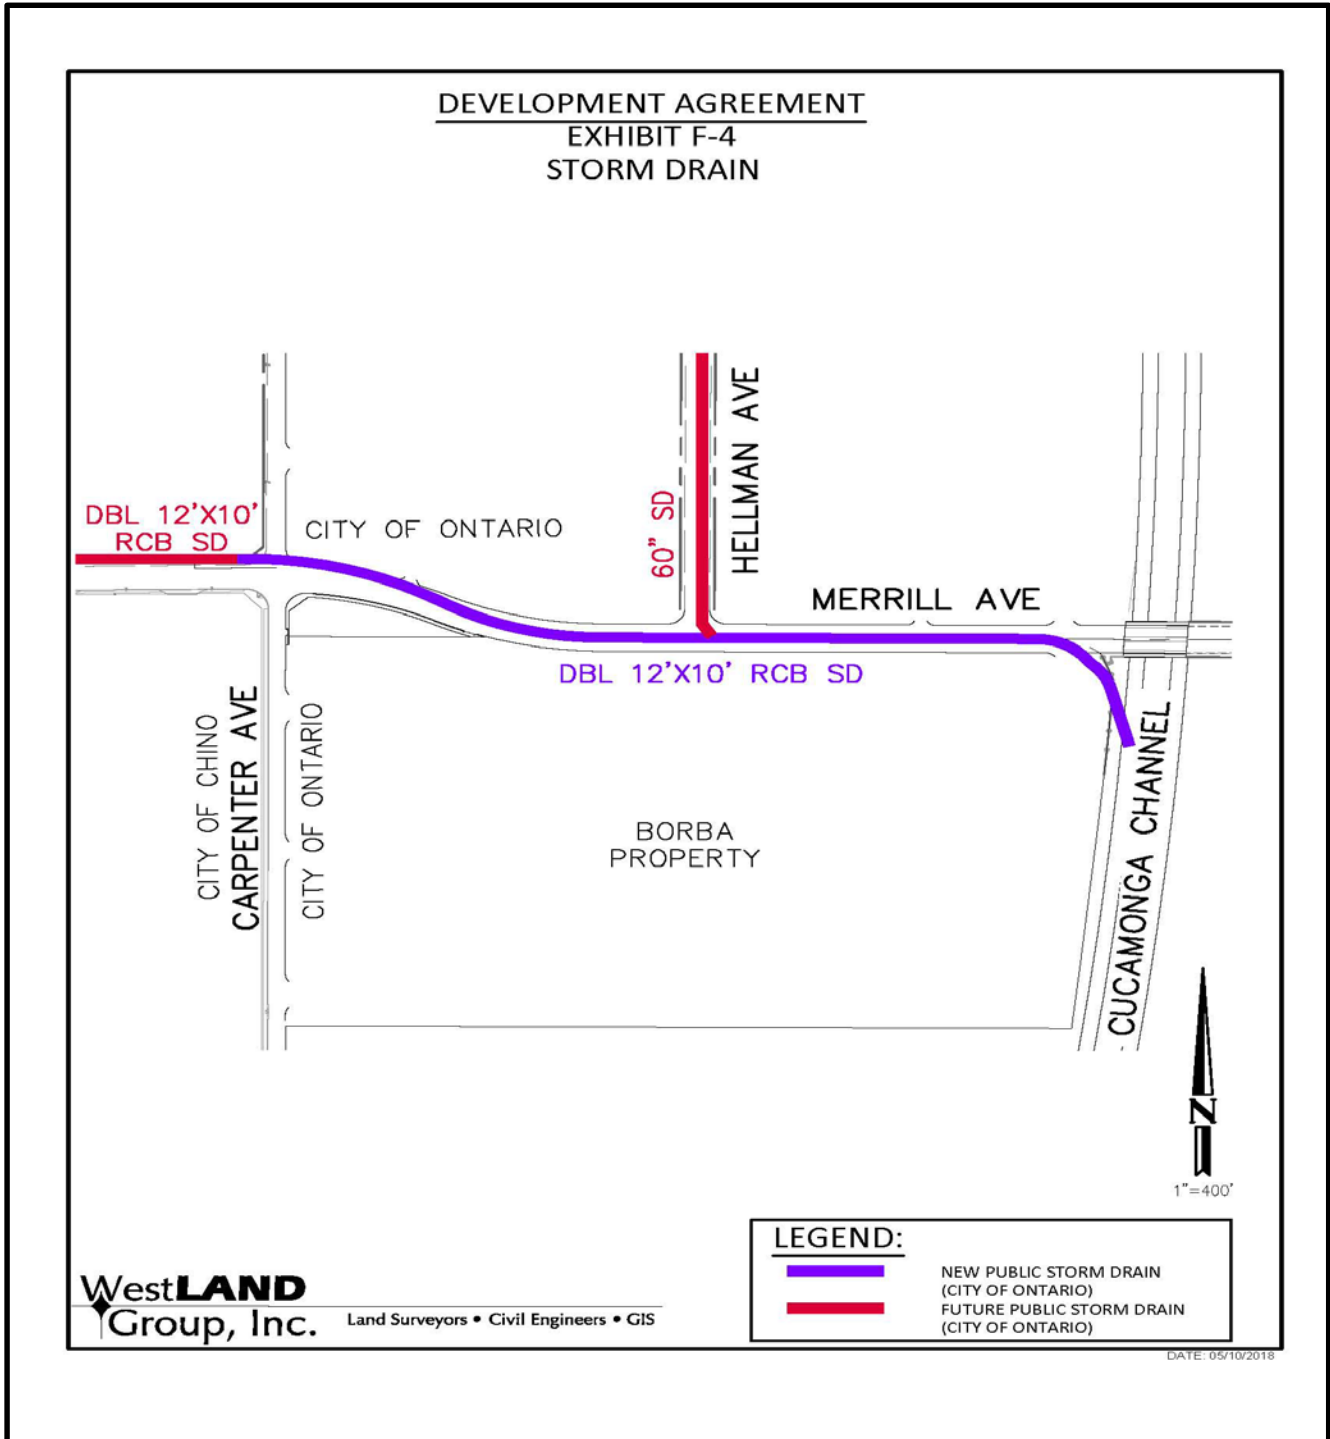 DEVELOPMENT AGREEMENT
EXHIBIT F-4
STORM DRAIN
DBL 12'X10'
RCB SD
CITY OF ONTARIO
60" SD
HELLMAN AVE
MERRILL AVE
DBL 12'X10' RCB SD
CITY OF CHINO
CARPENTER AVE
CITY OF ONTARIO
BORBA
PROPERTY
CUCAMONGA CHANNEL
N
1"=400'
LEGEND:
NEW PUBLIC STORM DRAIN
(CITY OF ONTARIO)
FUTURE PUBLIC STORM DRAIN
(CITY OF ONTARIO)
WestLAND
Group, Inc.
Land Surveyors • Civil Engineers • GIS
DATE: 05/10/2018